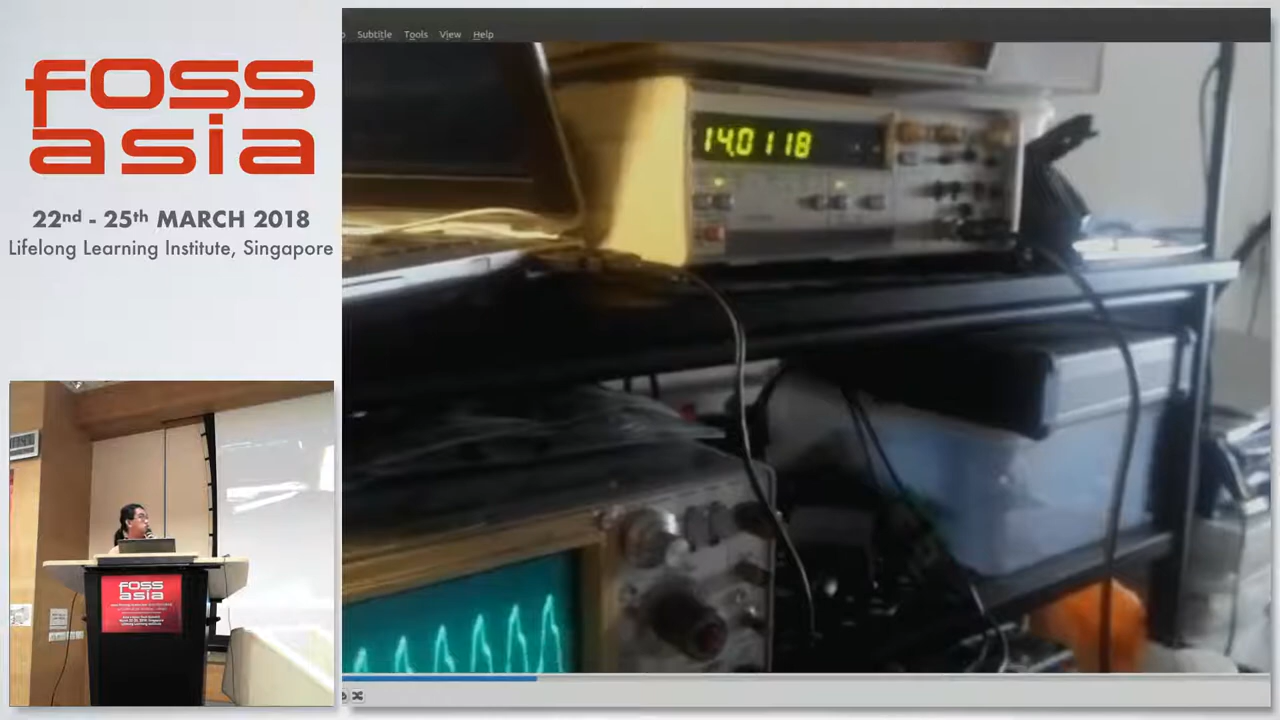 foss
asia
22nd - 25th MARCH 2018
Lifelong Learning Institute, Singapore
Subtitle Tools View Help
14.0118
foss
asia